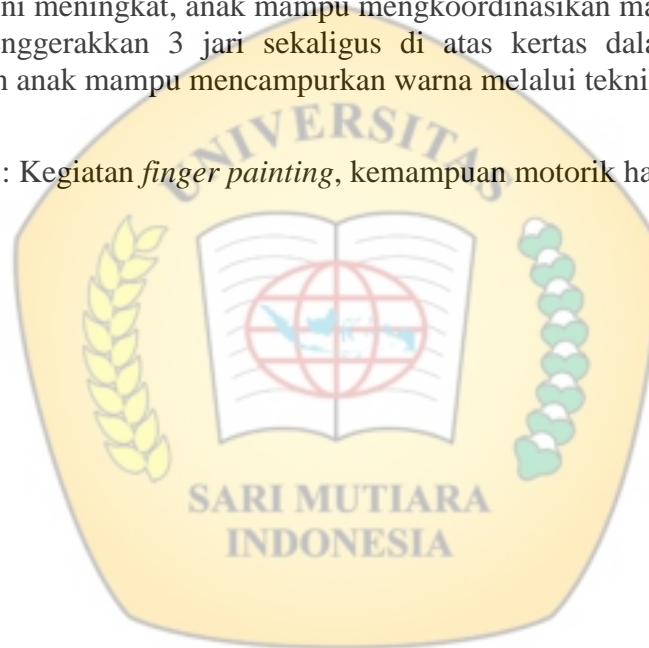 ni meningkat, anak mampu mengkoordinasikan ma
enggerakkan 3 jari sekaligus di atas kertas dala
n anak mampu mencampurkan warna melalui tekni
: Kegiatan finger painting, kemampuan motorik ha
UNIVERSITAS
SARI MUTIARA
INDONESIA